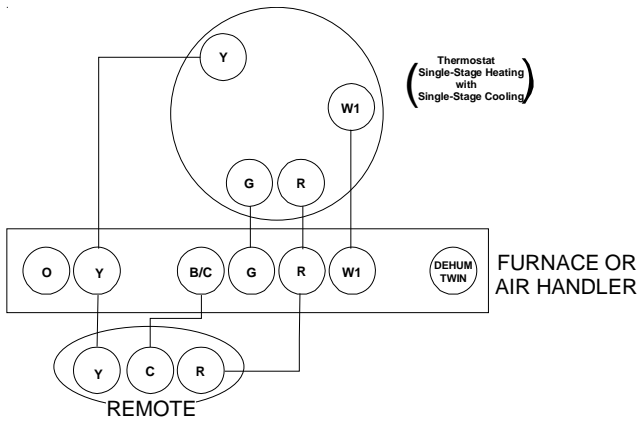 Y
Thermostat
Single-Stage Heating
with
Single-Stage Cooling
W1
G R
O Y B/C G R W1 DEHUM TWIN
FURNACE OR
AIR HANDLER
Y C R
REMOTE